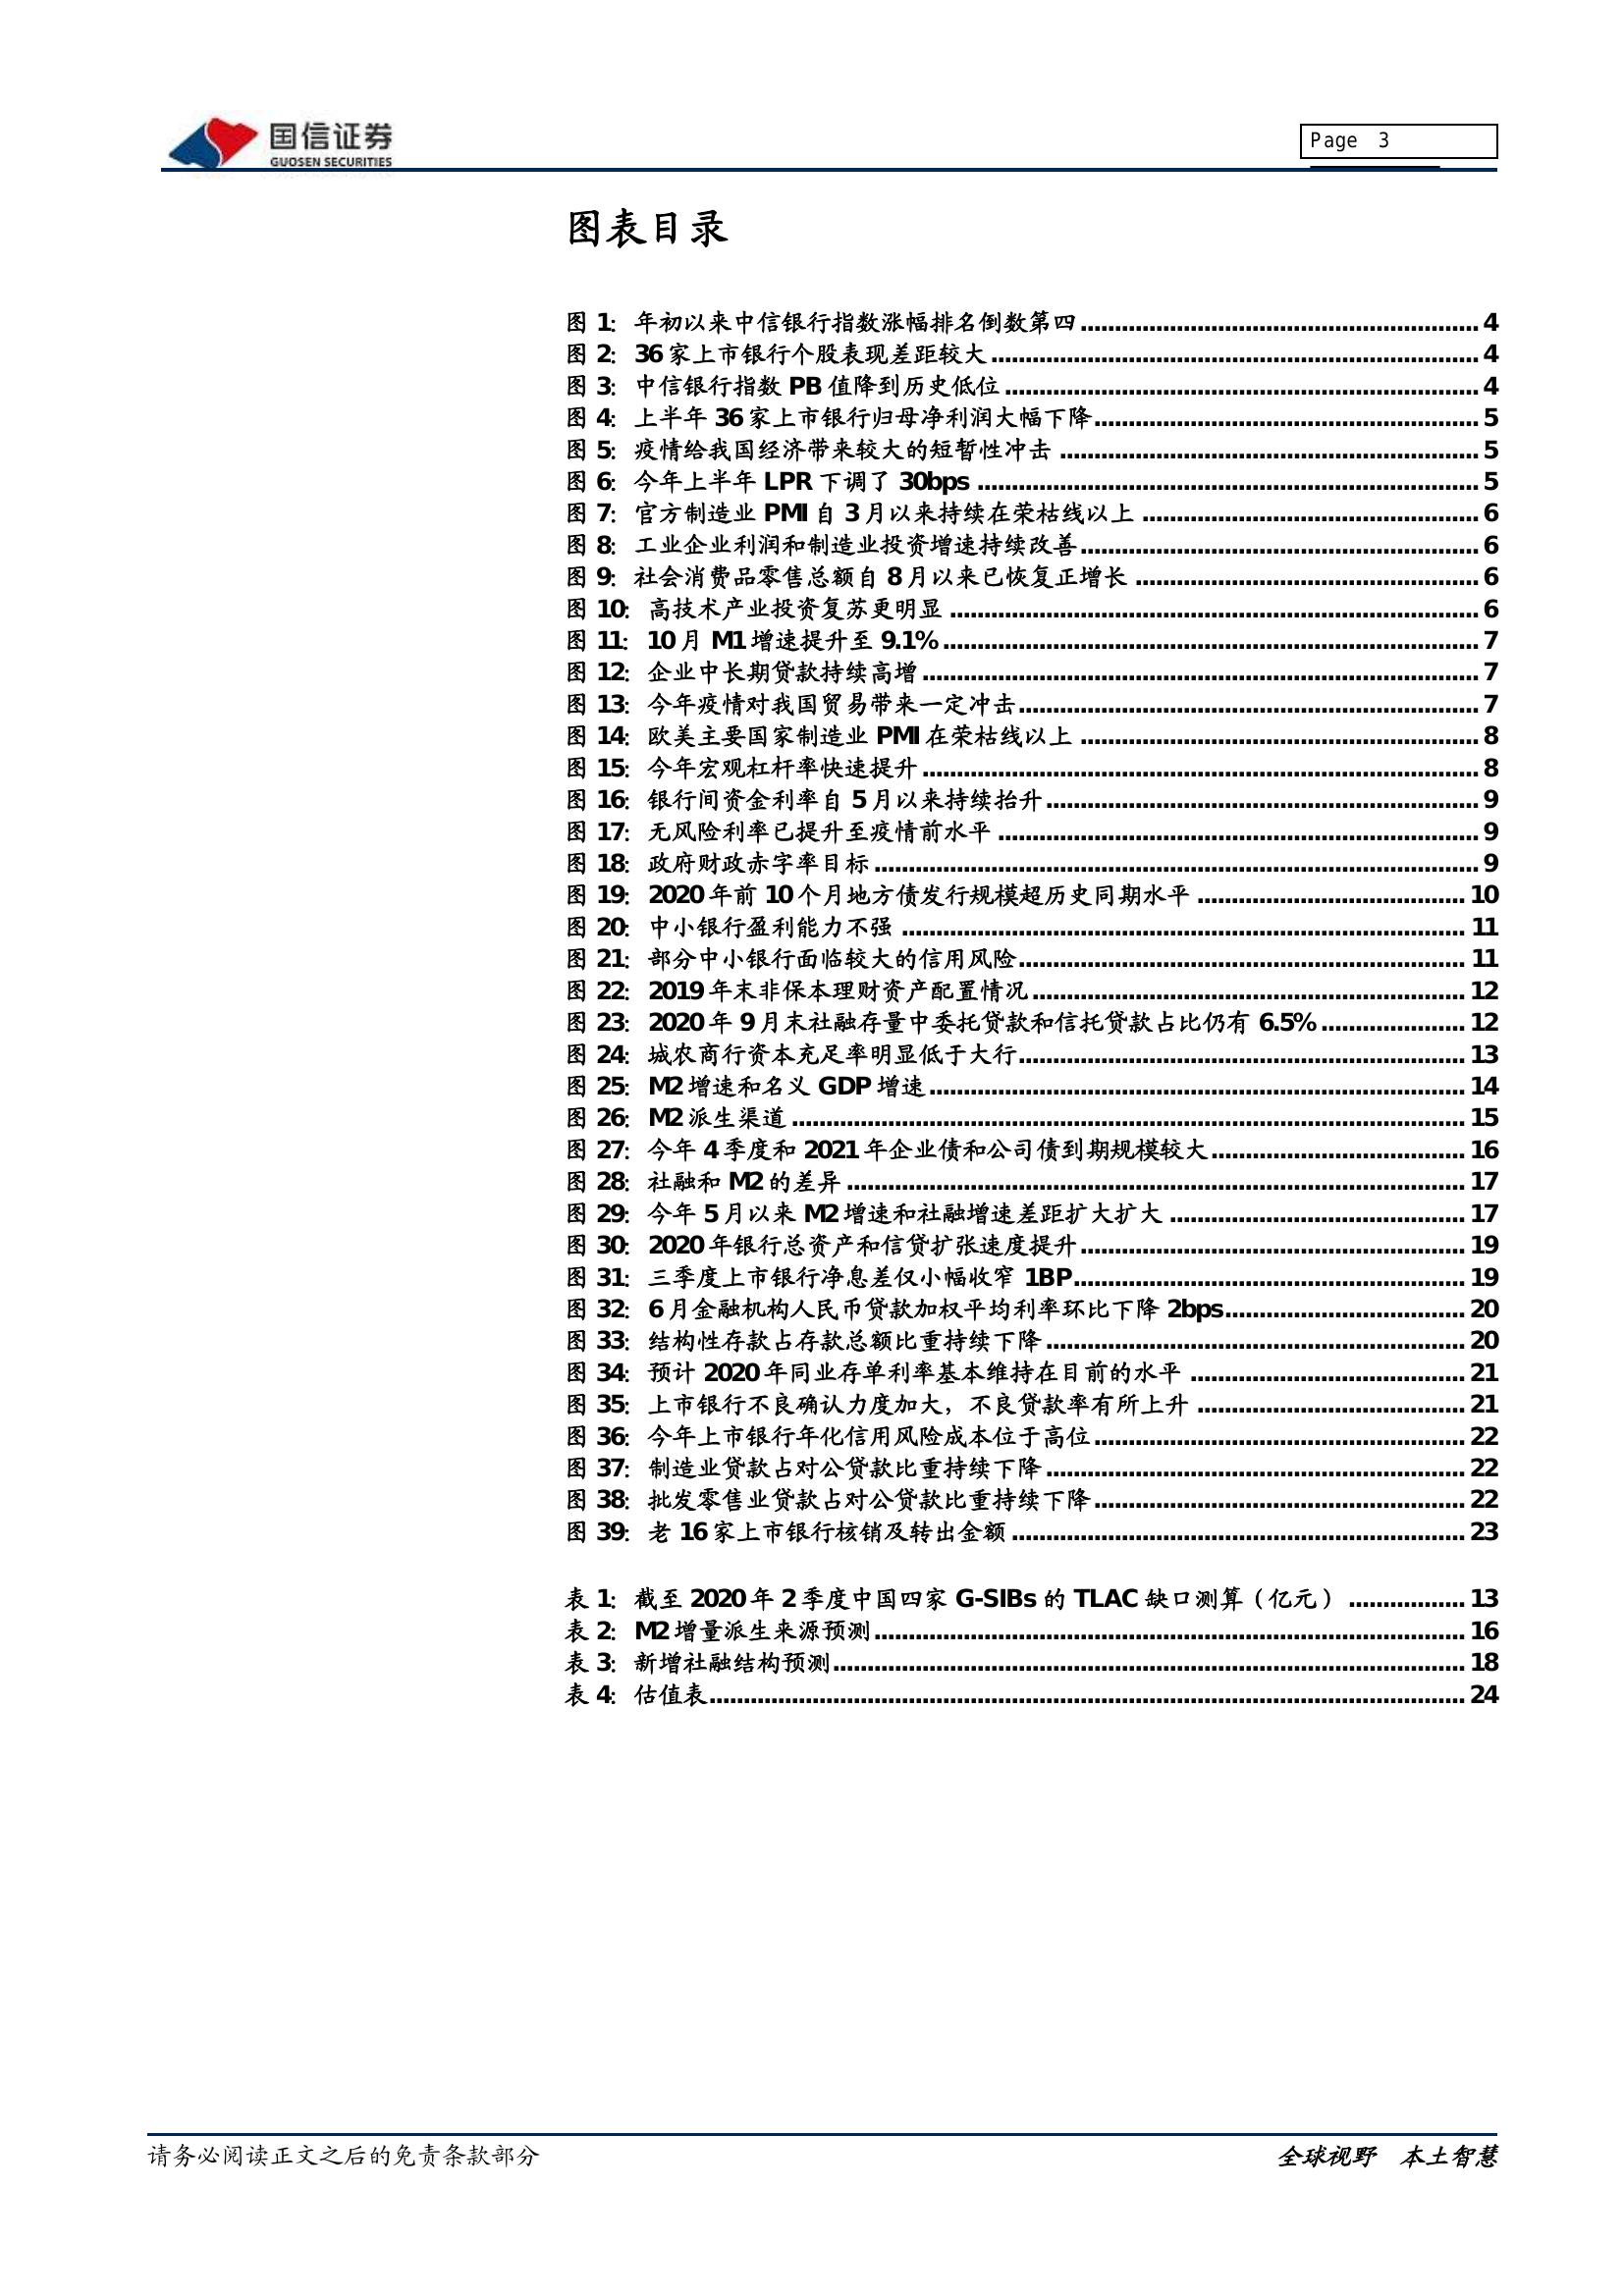 国信证券
GUOSEN SECURITIES
Page 3
图表目录
图 1: 年初以来中信银行指数涨幅排名倒数第四 ........ 4
图 2: 36 家上市银行个股表现差距较大 ........ 4
图 3: 中信银行指数 PB 值降到历史低位 ........ 4
图 4: 上半年 36 家上市银行归母净利润大幅下降 ........ 5
图 5: 疫情给我国经济带来较大的短暂性冲击 ........ 5
图 6: 今年上半年 LPR 下调了 30bps ........ 5
图 7: 官方制造业 PMI 自 3 月以来持续在荣枯线以上 ........ 6
图 8: 工业企业利润和制造业投资增速持续改善 ........ 6
图 9: 社会消费品零售总额自 8 月以来已恢复正增长 ........ 6
图 10: 高技术产业投资复苏更明显 ........ 6
图 11: 10 月 M1 增速提升至 9.1% ........ 7
图 12: 企业中长期贷款持续高增 ........ 7
图 13: 今年疫情对我国贸易带来一定冲击 ........ 7
图 14: 欧美主要国家制造业 PMI 在荣枯线以上 ........ 8
图 15: 今年宏观杠杆率快速提升 ........ 8
图 16: 银行间资金利率自 5 月以来持续抬升 ........ 9
图 17: 无风险利率已提升至疫情前水平 ........ 9
图 18: 政府财政赤字率目标 ........ 9
图 19: 2020 年前 10 个月地方债发行规模超历史同期水平 ........ 10
图 20: 中小银行盈利能力不强 ........ 11
图 21: 部分中小银行面临较大的信用风险 ........ 11
图 22: 2019 年末非保本理财资产配置情况 ........ 12
图 23: 2020 年 9 月末社融存量中委托贷款和信托贷款占比仍有 6.5% ........ 12
图 24: 城农商行资本充足率明显低于大行 ........ 13
图 25: M2 增速和名义 GDP 增速 ........ 14
图 26: M2 派生渠道 ........ 15
图 27: 今年 4 季度和 2021 年企业债和公司债到期规模较大 ........ 16
图 28: 社融和 M2 的差异 ........ 17
图 29: 今年 5 月以来 M2 增速和社融增速差距扩大扩大 ........ 17
图 30: 2020 年银行总资产和信贷扩张速度提升 ........ 19
图 31: 三季度上市银行净息差仅小幅收窄 1BP ........ 19
图 32: 6 月金融机构人民币贷款加权平均利率环比下降 2bps ........ 20
图 33: 结构性存款占存款总额比重持续下降 ........ 20
图 34: 预计 2020 年同业存单利率基本维持在目前的水平 ........ 21
图 35: 上市银行不良确认力度加大，不良贷款率有所上升 ........ 21
图 36: 今年上市银行年化信用风险成本位于高位 ........ 22
图 37: 制造业贷款占对公贷款比重持续下降 ........ 22
图 38: 批发零售业贷款占对公贷款比重持续下降 ........ 22
图 39: 老 16 家上市银行核销及转出金额 ........ 23
表 1: 截至 2020 年 2 季度中国四家 G-SIBs 的 TLAC 缺口测算（亿元） ........ 13
表 2: M2 增量派生来源预测 ........ 16
表 3: 新增社融结构预测 ........ 18
表 4: 估值表 ........ 24
请务必阅读正文之后的免责条款部分
全球视野 本土智慧